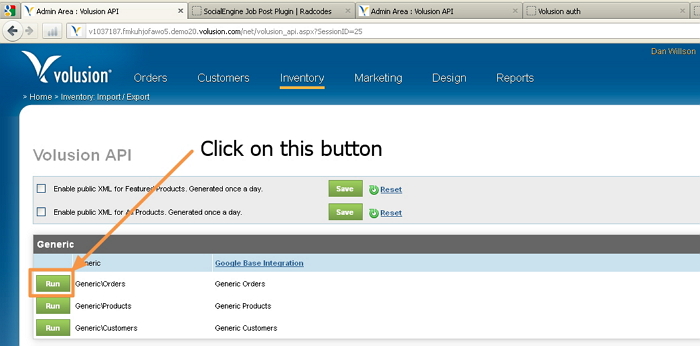 Admin Area : Volusion API
SocialEngine Job Post Plugin | Radcodes
Admin Area : Volusion API
Volusion auth
v1037187.fmkuhjofawo5.demo20.volusion.com/net/volusion_api.aspx?SessionID=25
Dan Willson
volusion
Orders Customers Inventory Marketing Design Reports
> Home > Inventory: Import / Export
Click on this button
Volusion API
Enable public XML for Featured Products. Generated once a day. Save Reset
Enable public XML for All Products. Generated once a day. Save Reset
Generic
Generic Google Base Integration
Run Generic\Orders Generic Orders
Run Generic\Products Generic Products
Run Generic\Customers Generic Customers